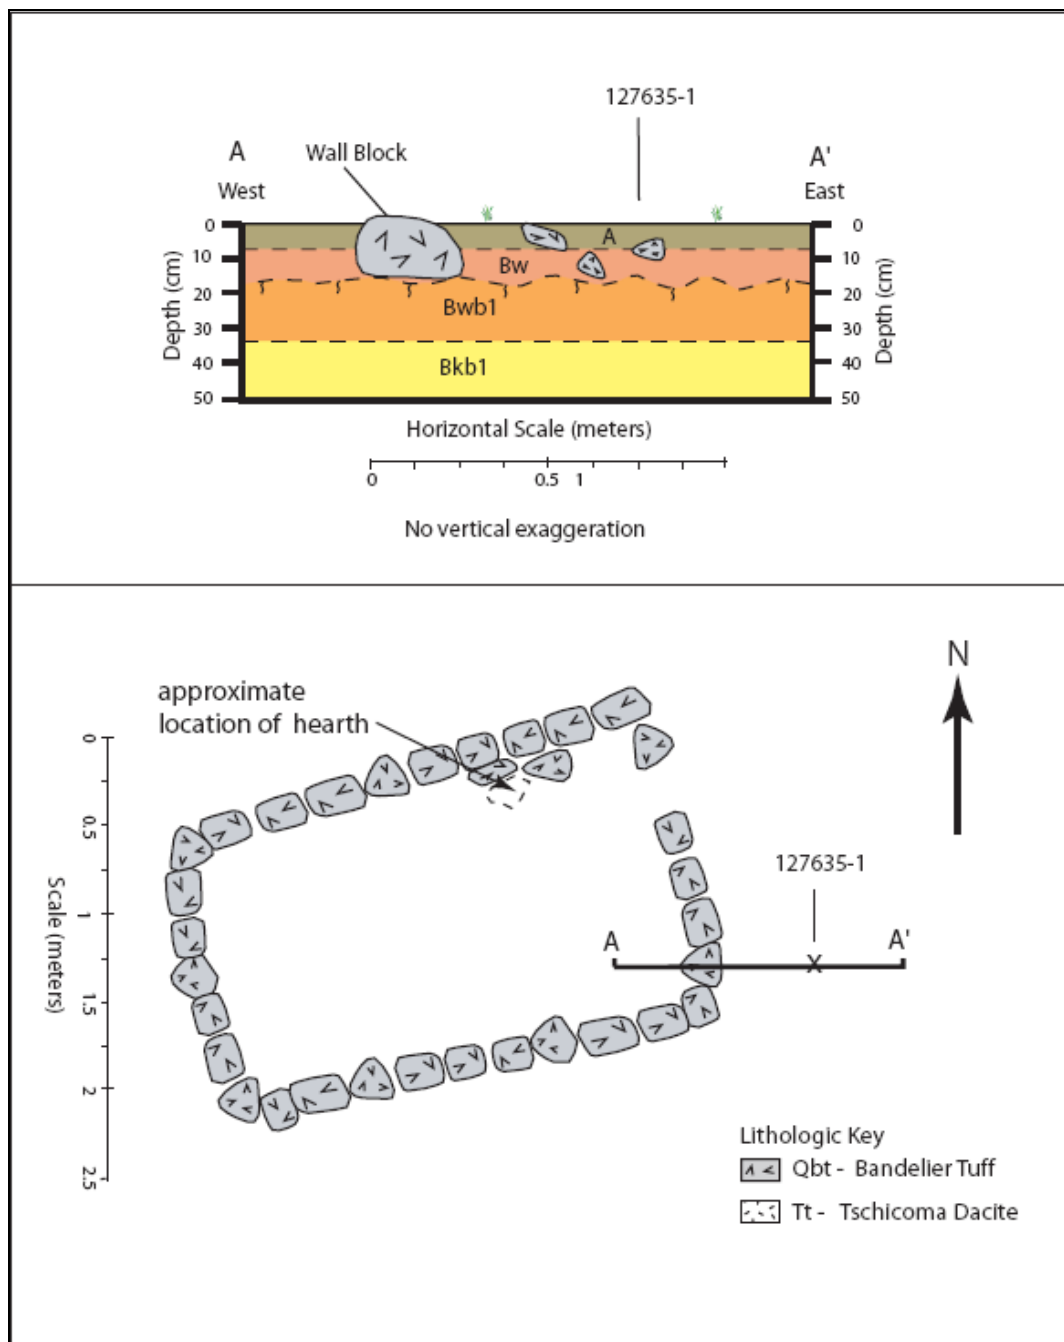 127635-1
A
Wall Block
A'
West
East
0
10
20
30
40
50
Depth (cm)
A
Bw
Bwb1
Bkb1
0
10
20
30
40
50
Depth (cm)
Horizontal Scale (meters)
0
0.5
1
No vertical exaggeration
approximate
location of hearth
N
0
0.5
1
1.5
2
2.5
Scale (meters)
127635-1
A
A'
X
Lithologic Key
Qbt - Bandelier Tuff
Tt - Tschicoma Dacite